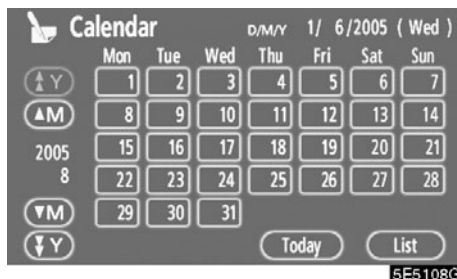 Calendar D/M/Y 1/ 6/2005 ( Wed )
Mon Tue Wed Thu Fri Sat Sun
Y 1 2 3 4 5 6 7
▲M 8 9 10 11 12 13 14
2005 15 16 17 18 19 20 21
8 22 23 24 25 26 27 28
▼M 29 30 31
Y Today List
5E5108G